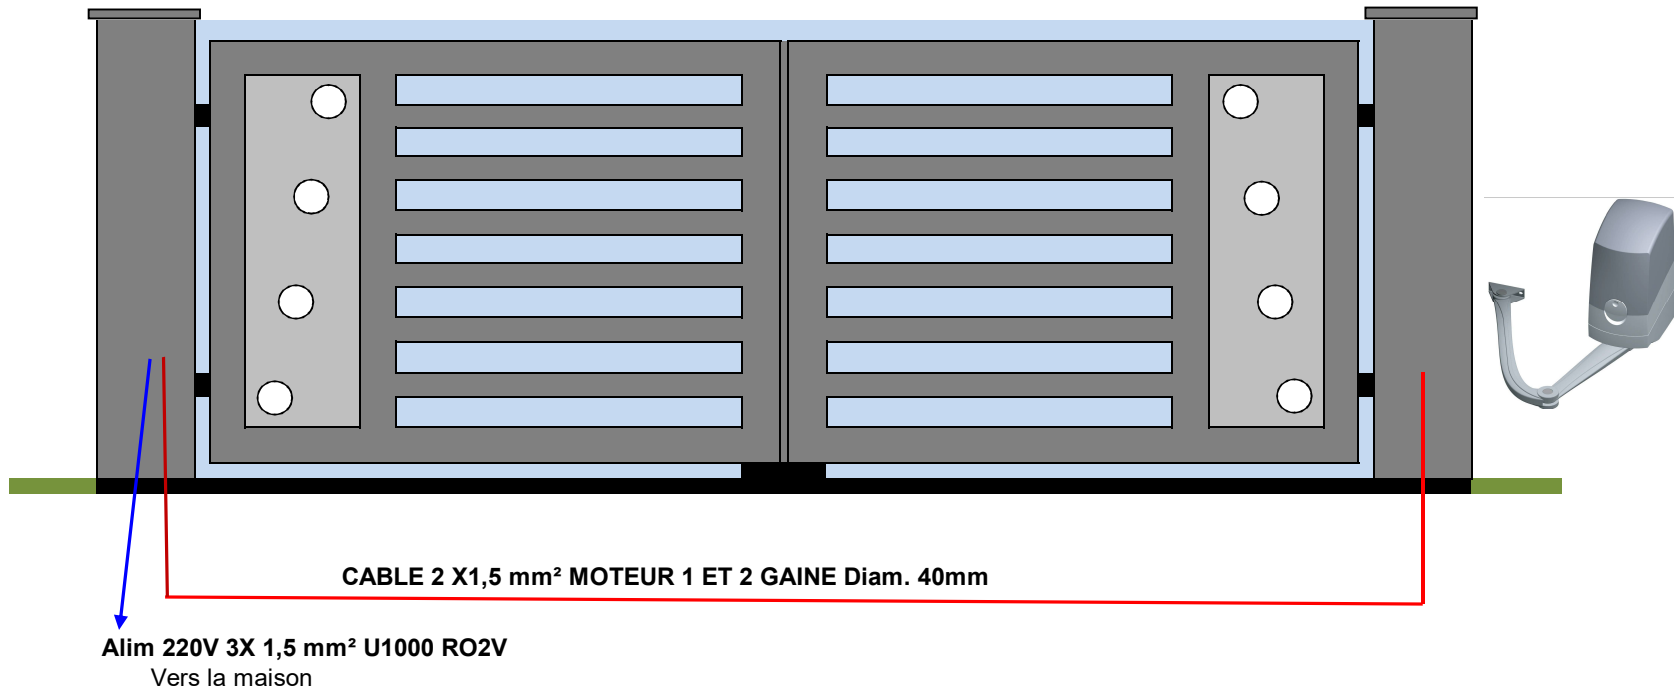 CABLE 2 X1,5 mm² MOTEUR 1 ET 2 GAINE Diam. 40mm
Alim 220V 3X 1,5 mm² U1000 RO2V
Vers la maison